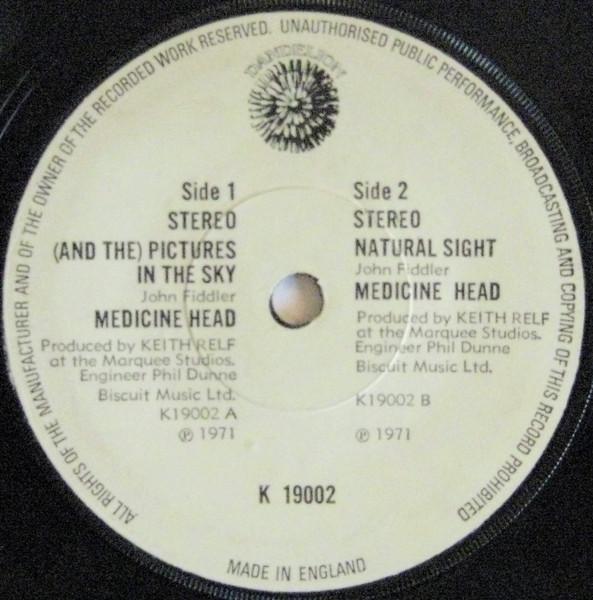 ALL RIGHTS OF THE MANUFACTURER AND OF THE OWNER OF THE RECORDED WORK RESERVED. UNAUTHORISED PUBLIC PERFORMANCE, BROADCASTING AND COPYING OF THIS RECORD PROHIBITED
DANDELION
Side 1
STEREO
(AND THE) PICTURES
IN THE SKY
John Fiddler
MEDICINE HEAD
Produced by KEITH RELF
at the Marquee Studios.
Engineer Phil Dunne
Biscuit Music Ltd.
K19002 A
℗ 1971
Side 2
STEREO
NATURAL SIGHT
John Fiddler
MEDICINE HEAD
Produced by KEITH RELF
at the Marquee Studios.
Engineer Phil Dunne
Biscuit Music Ltd.
K19002 B
℗ 1971
K 19002
MADE IN ENGLAND